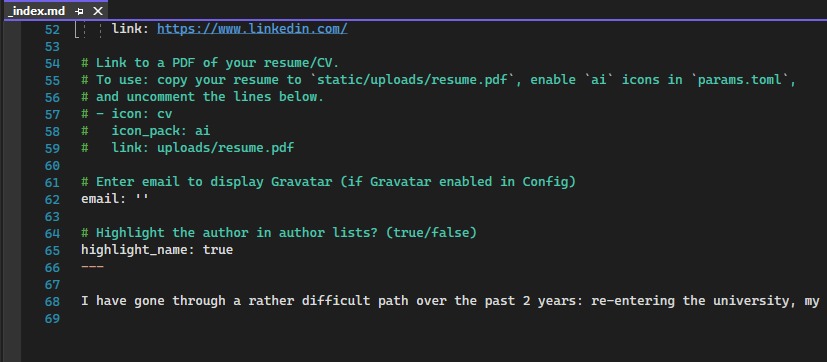 _index.md
52 link: https://www.linkedin.com/
53
54 # Link to a PDF of your resume/CV.
55 # To use: copy your resume to `static/uploads/resume.pdf`, enable `ai` icons in `params.toml`,
56 # and uncomment the lines below.
57 # - icon: cv
58 #   icon_pack: ai
59 #   link: uploads/resume.pdf
60
61 # Enter email to display Gravatar (if Gravatar enabled in Config)
62 email: ''
63
64 # Highlight the author in author lists? (true/false)
65 highlight_name: true
66 ---
67
68 I have gone through a rather difficult path over the past 2 years: re-entering the university, my
69